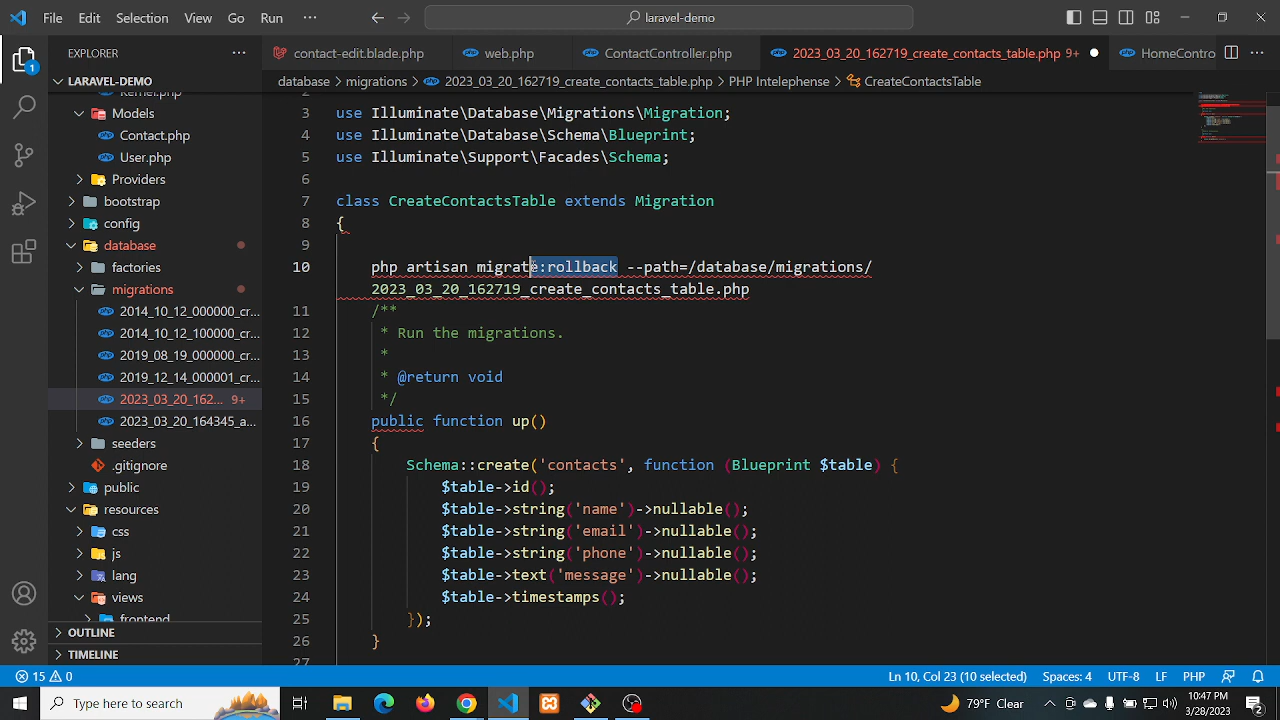 File Edit Selection View Go Run ··· laravel-demo
EXPLORER ···
contact-edit.blade.php web.php ContactController.php 2023_03_20_162719_create_contacts_table.php 9+ HomeContro ···
LARAVEL-DEMO
database > migrations > 2023_03_20_162719_create_contacts_table.php > PHP Intelephense > CreateContactsTable
Kernel.php
Models
Contact.php
User.php
Providers
bootstrap
config
database
factories
migrations
2014_10_12_000000_cr...
2014_10_12_100000_cr...
2019_08_19_000000_cr...
2019_12_14_000001_cr...
2023_03_20_162... 9+
2023_03_20_164345_a...
seeders
.gitignore
public
resources
css
js
lang
views
frontend
OUTLINE
TIMELINE
1
2
3 use Illuminate\Database\Migrations\Migration;
4 use Illuminate\Database\Schema\Blueprint;
5 use Illuminate\Support\Facades\Schema;
6
7 class CreateContactsTable extends Migration
8 {
9
10 php artisan migrate:rollback --path=/database/migrations/
2023_03_20_162719_create_contacts_table.php
11 /**
12 * Run the migrations.
13 *
14 * @return void
15 */
16 public function up()
17 {
18 Schema::create('contacts', function (Blueprint $table) {
19 $table->id();
20 $table->string('name')->nullable();
21 $table->string('email')->nullable();
22 $table->string('phone')->nullable();
23 $table->text('message')->nullable();
24 $table->timestamps();
25 });
26 }
27
15 0 Ln 10, Col 23 (10 selected) Spaces: 4 UTF-8 LF PHP
Type here to search 79°F Clear 10:47 PM
3/28/2023 2